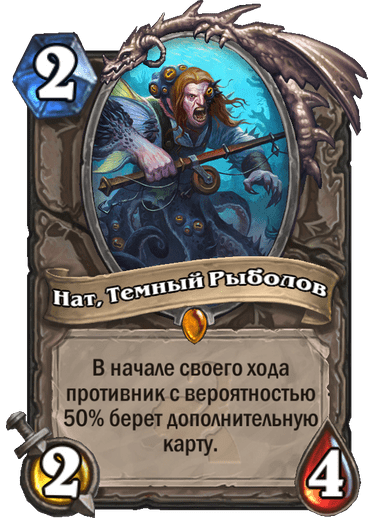 2
Нат, Темный Рыболов
В начале своего хода
противник с вероятностью
50% берет дополнительную
карту.
2
4